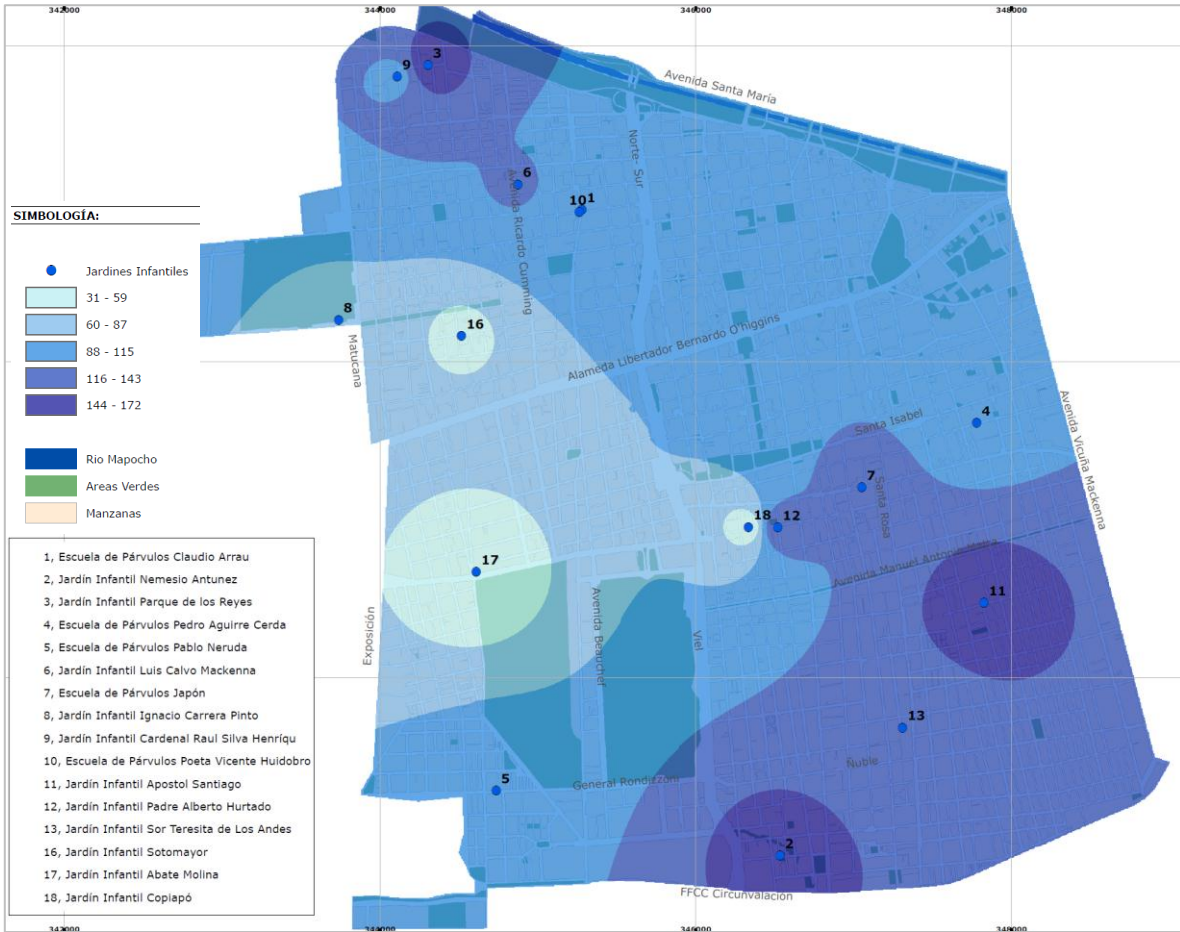 342000
344000
346000
348000
3
9
Avenida Santa María
Norte- Sur
6
Avenida Ricardo Cumming
10
1
SIMBOLOGÍA:
Jardines Infantiles
31 - 59
60 - 87
88 - 115
116 - 143
144 - 172
Rio Mapocho
Areas Verdes
Manzanas
8
Matucana
16
Alameda Libertador Bernardo O'higgins
Santa Isabel
4
Avenida Vicuña Mackenna
7
Santa Rosa
18
12
Avenida Manuel Antonio Matta
17
11
Exposición
Avenida Beaucher
Viel
13
Ñuble
General Rondizzoni
5
2
FFCC Circunvalación
1, Escuela de Párvulos Claudio Arrau
2, Jardín Infantil Nemesio Antunez
3, Jardín Infantil Parque de los Reyes
4, Escuela de Párvulos Pedro Aguirre Cerda
5, Escuela de Párvulos Pablo Neruda
6, Jardín Infantil Luis Calvo Mackenna
7, Escuela de Párvulos Japón
8, Jardín Infantil Ignacio Carrera Pinto
9, Jardín Infantil Cardenal Raul Silva Henríqu
10, Escuela de Párvulos Poeta Vicente Huidobro
11, Jardín Infantil Apostol Santiago
12, Jardín Infantil Padre Alberto Hurtado
13, Jardín Infantil Sor Teresita de Los Andes
16, Jardín Infantil Sotomayor
17, Jardín Infantil Abate Molina
18, Jardín Infantil Copiapó
342000
344000
346000
348000